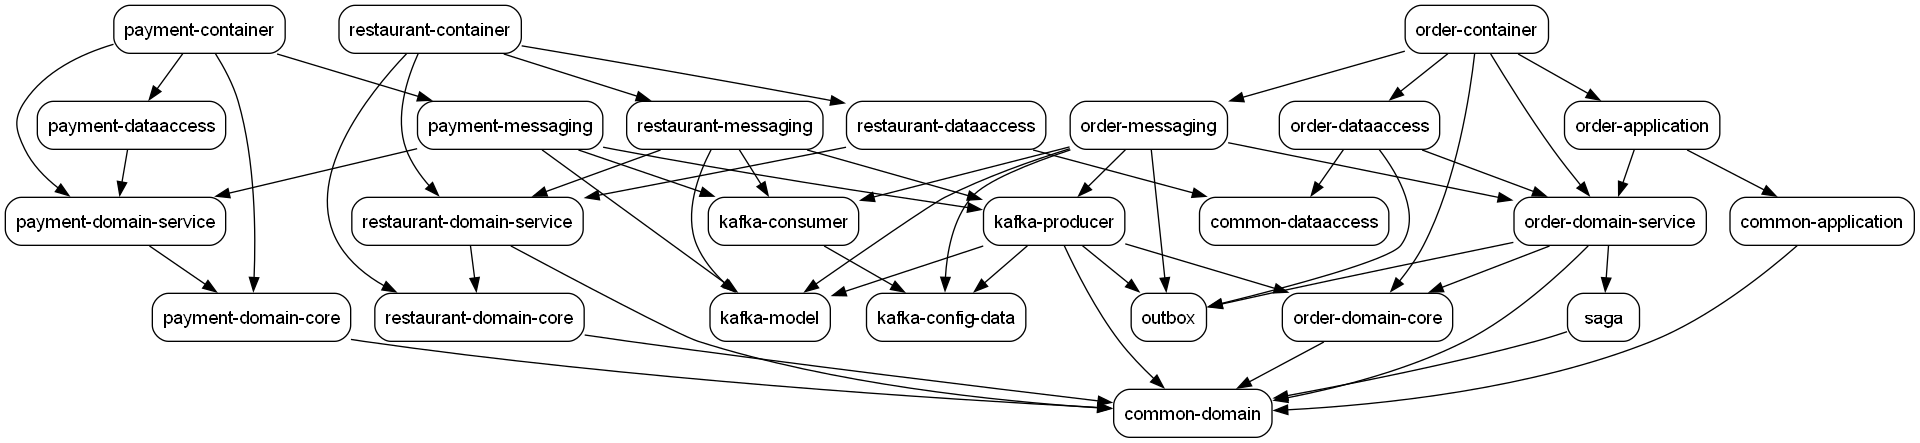 payment-container
restaurant-container
order-container
payment-dataaccess
payment-messaging
restaurant-messaging
restaurant-dataaccess
order-messaging
order-dataaccess
order-application
payment-domain-service
restaurant-domain-service
kafka-consumer
kafka-producer
common-dataaccess
order-domain-service
common-application
payment-domain-core
restaurant-domain-core
kafka-model
kafka-config-data
outbox
order-domain-core
saga
common-domain